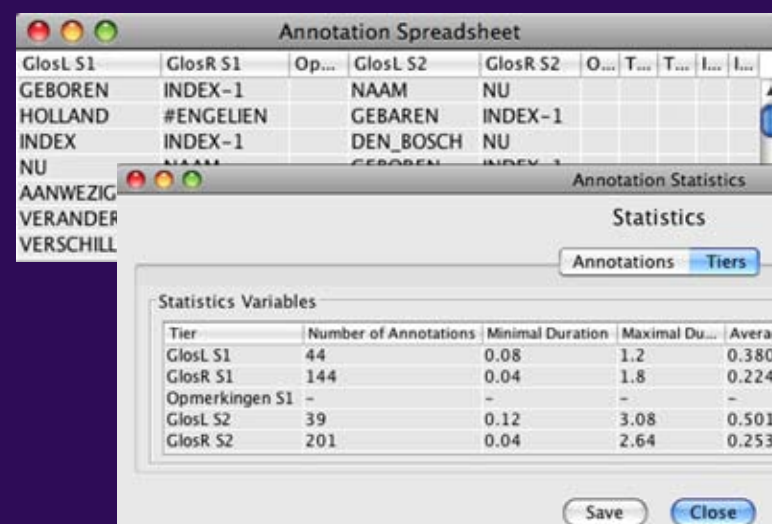 Annotation Spreadsheet
GlosL S1 GlosR S1 Op... GlosL S2 GlosR S2 O... T... T... I... I...
GEBOREN INDEX-1 NAAM NU
HOLLAND #ENGELIEN GEBAREN INDEX-1
INDEX INDEX-1 DEN_BOSCH NU
NU NAAM GEBOREN INDEX-1
AANWEZIG
VERANDER
VERSCHILL
Annotation Statistics
Statistics
Annotations Tiers
Statistics Variables
Tier Number of Annotations Minimal Duration Maximal Du... Avera
GlosL S1 44 0.08 1.2 0.380
GlosR S1 144 0.04 1.8 0.224
Opmerkingen S1 - - - -
GlosL S2 39 0.12 3.08 0.501
GlosR S2 201 0.04 2.64 0.253
Save Close